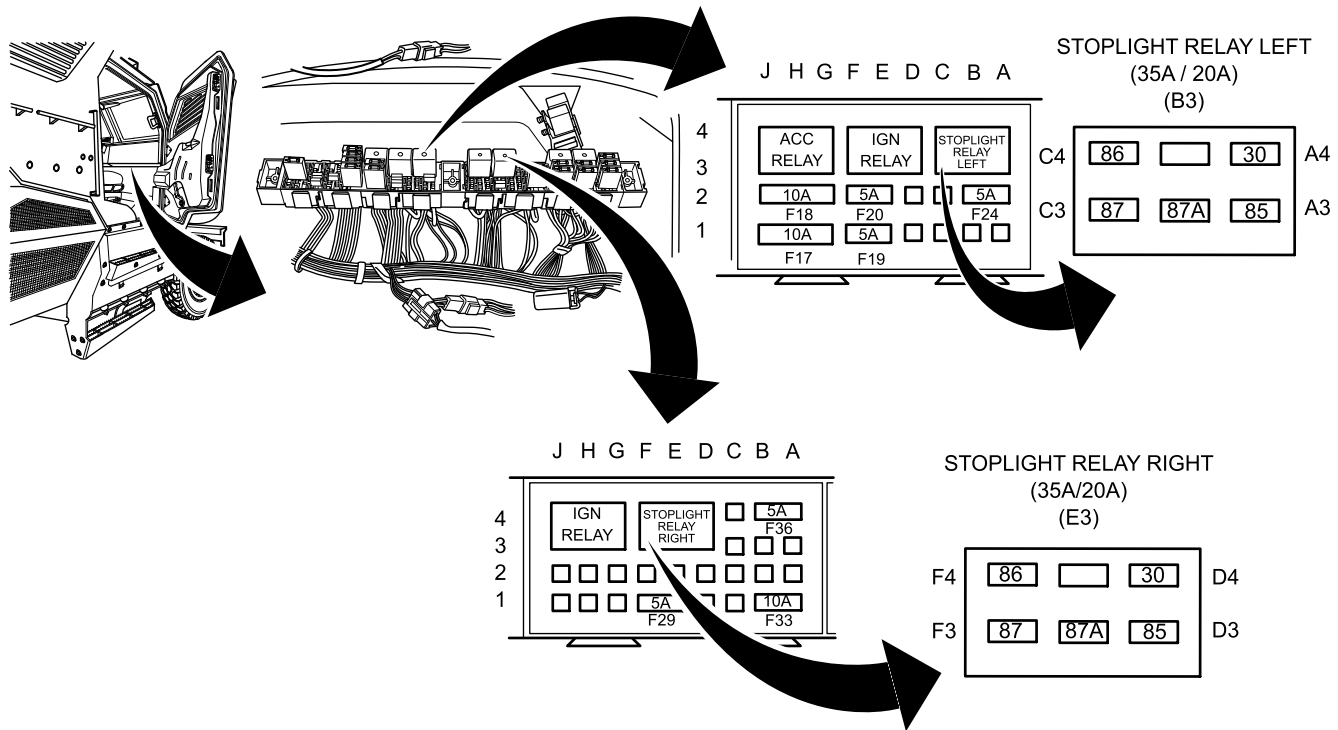 STOPLIGHT RELAY LEFT
(35A / 20A)
(B3)
J H G F E D C B A
4
3
2
1
ACC
RELAY
IGN
RELAY
STOPLIGHT
RELAY
LEFT
10A
5A
5A
F18
F20
F24
10A
5A
F17
F19
C4
86
30
A4
C3
87
87A
85
A3
J H G F E D C B A
4
3
2
1
IGN
RELAY
STOPLIGHT
RELAY
RIGHT
5A
F36
5A
10A
F29
F33
STOPLIGHT RELAY RIGHT
(35A/20A)
(E3)
F4
86
30
D4
F3
87
87A
85
D3